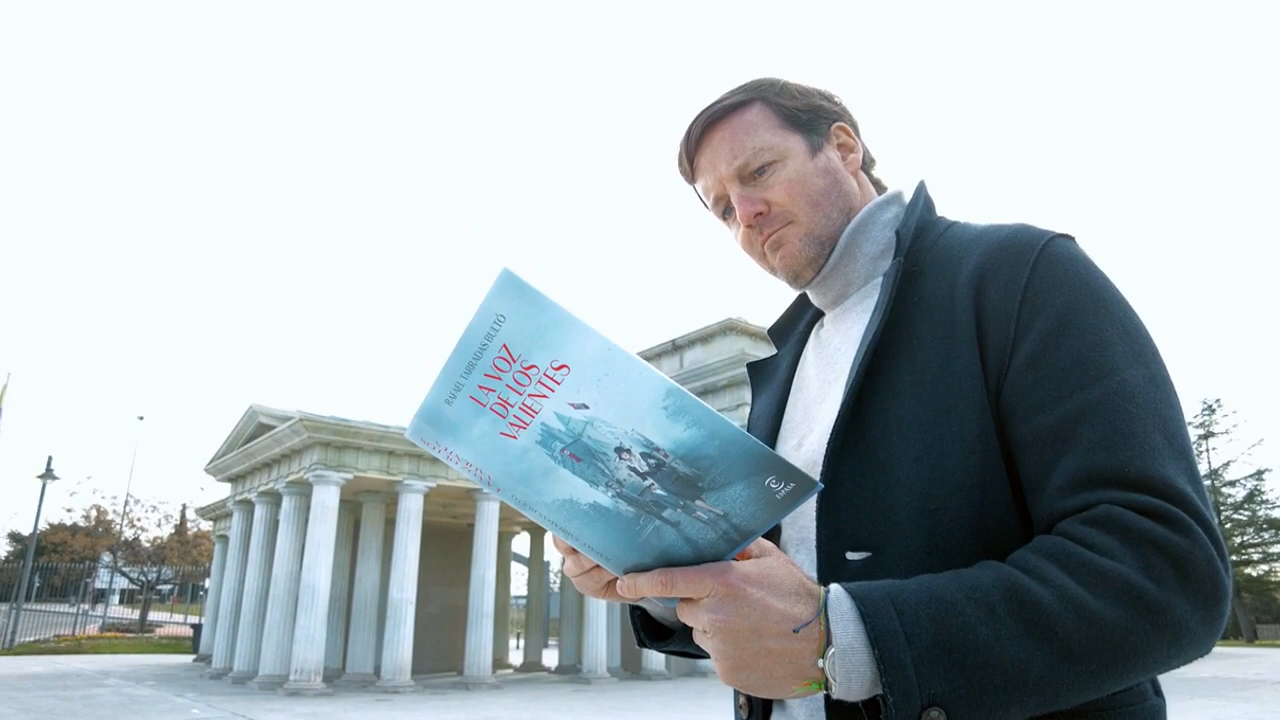 RAFAEL TARRADAS BULTÓ
LA VOZ
DE LOS
VALIENTES
ESPASA